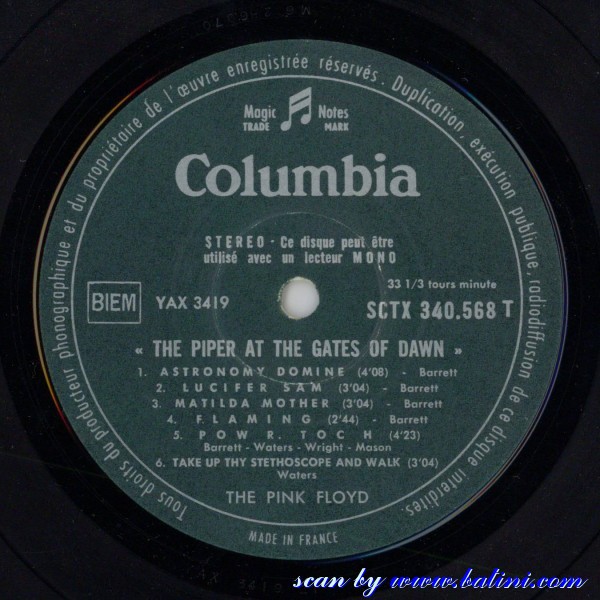 Tous droits du producteur phonographique et du propriétaire de l'œuvre enregistrée réservés. Duplication, exécution publique, radiodiffusion de ce disque interdites.
Magic Notes
TRADE MARK
Columbia
STEREO - Ce disque peut être
utilisé avec un lecteur MONO
33 1/3 tours minute
BIEM YAX 3419 SCTX 340.568 T
« THE PIPER AT THE GATES OF DAWN »
1. ASTRONOMY DOMINE (4'08) - Barrett
2. LUCIFER SAM (3'04) - Barrett
3. MATILDA MOTHER (3'04) - Barrett
4. FLAMING (2'44) - Barrett
5. POW R. TOC H (4'23)
Barrett - Waters - Wright - Mason
6. TAKE UP THY STETHOSCOPE AND WALK (3'04)
Waters
THE PINK FLOYD
MADE IN FRANCE
scan by www.batini.com